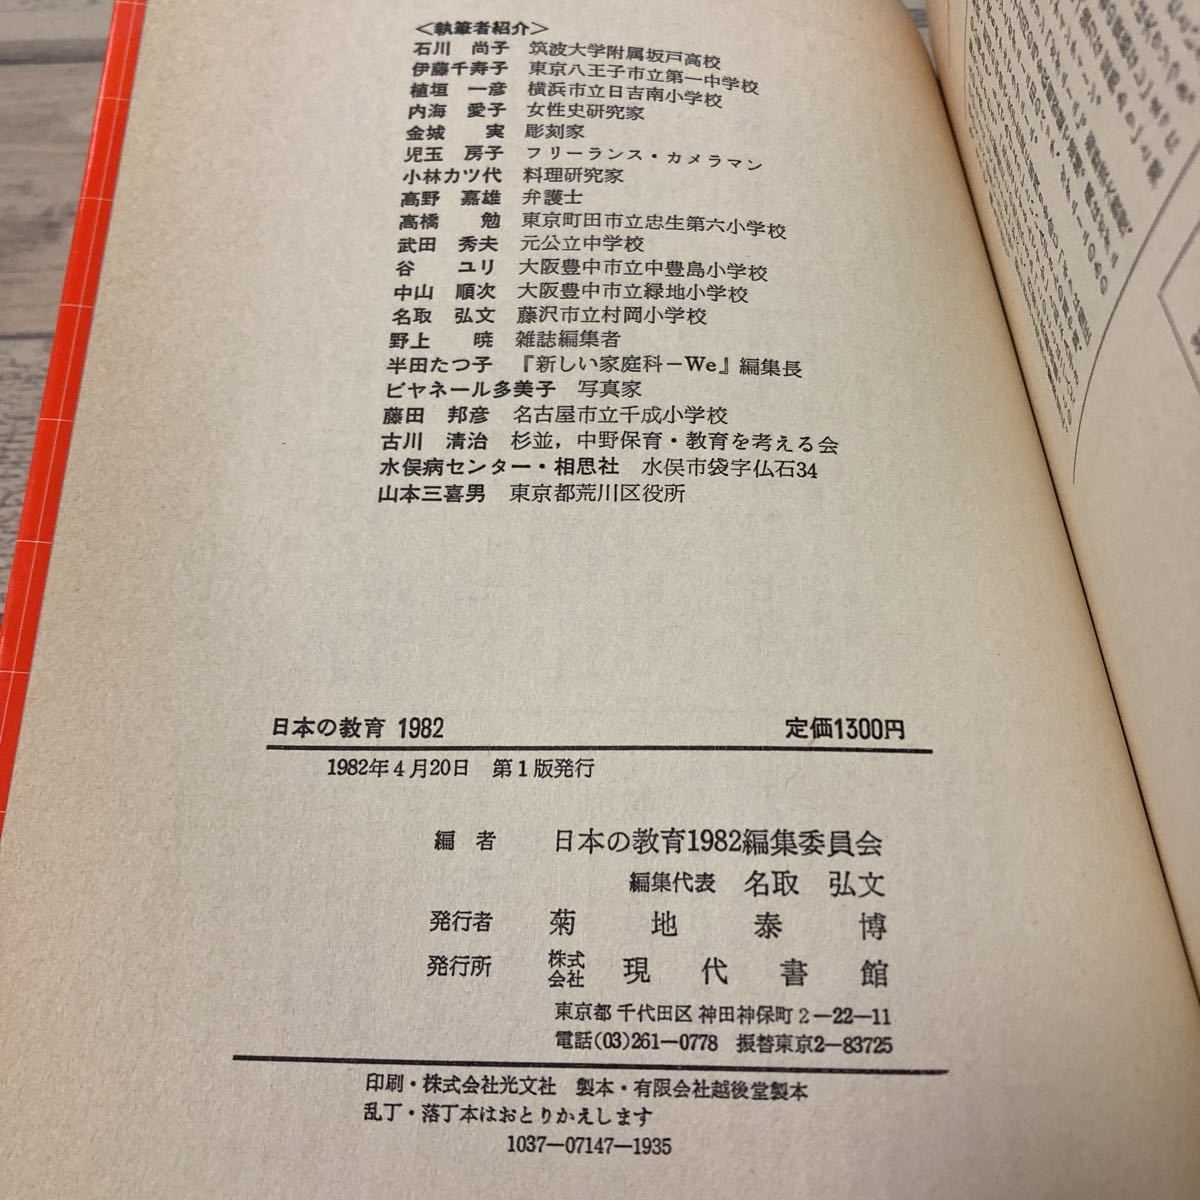 <執筆者紹介>
石川 尚子 筑波大学附属坂戸高校
伊藤千寿子 東京八王子市立第一中学校
植垣 一彦 横浜市立日吉南小学校
内海 愛子 女性史研究家
金城 実 彫刻家
児玉 房子 フリーランス・カメラマン
小林カツ代 料理研究家
高野 嘉雄 弁護士
高橋 勉 東京町田市立忠生第六小学校
武田 秀夫 元公立中学校
谷 ユリ 大阪豊中市立中豊島小学校
中山 順次 大阪豊中市立緑地小学校
名取 弘文 藤沢市立村岡小学校
野上 暁 雑誌編集者
半田たつ子 『新しい家庭科－We』編集長
ビヤネール多美子 写真家
藤田 邦彦 名古屋市立千成小学校
古川 清治 杉並，中野保育・教育を考える会
水俣病センター・相思社 水俣市袋字仏石34
山本三喜男 東京都荒川区役所
日本の教育 1982 定価1300円
1982年4月20日 第1版発行
編者 日本の教育1982編集委員会
編集代表 名取 弘文
発行者 菊地泰博
発行所 株式会社 現代書館
東京都千代田区神田神保町2―22―11
電話(03)261―0778 振替東京2―83725
印刷・株式会社光文社 製本・有限会社越後堂製本
乱丁・落丁本はおとりかえします
1037―07147―1935